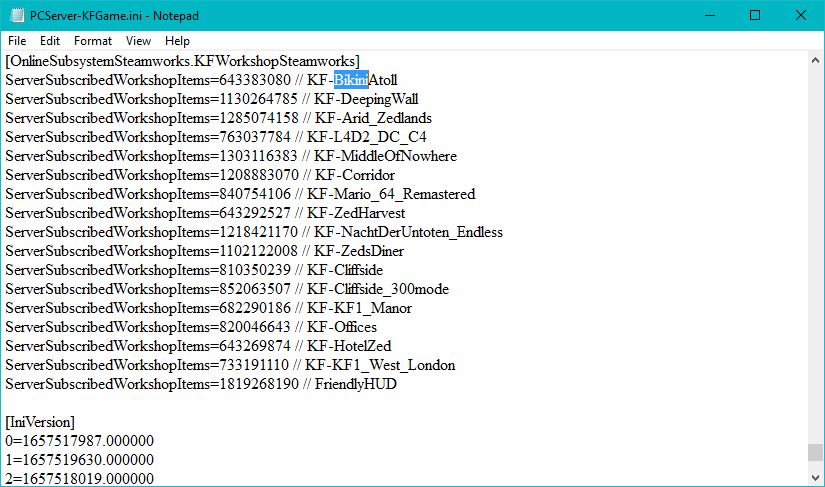 PCServer-KFGame.ini - Notepad
File Edit Format View Help
[OnlineSubsystemSteamworks.KFWorkshopSteamworks]
ServerSubscribedWorkshopItems=643383080 // KF-BikiniAtoll
ServerSubscribedWorkshopItems=1130264785 // KF-DeepingWall
ServerSubscribedWorkshopItems=1285074158 // KF-Arid_Zedlands
ServerSubscribedWorkshopItems=763037784 // KF-L4D2_DC_C4
ServerSubscribedWorkshopItems=1303116383 // KF-MiddleOfNowhere
ServerSubscribedWorkshopItems=1208883070 // KF-Corridor
ServerSubscribedWorkshopItems=840754106 // KF-Mario_64_Remastered
ServerSubscribedWorkshopItems=643292527 // KF-ZedHarvest
ServerSubscribedWorkshopItems=1218421170 // KF-NachtDerUntoten_Endless
ServerSubscribedWorkshopItems=1102122008 // KF-ZedsDiner
ServerSubscribedWorkshopItems=810350239 // KF-Cliffside
ServerSubscribedWorkshopItems=852063507 // KF-Cliffside_300mode
ServerSubscribedWorkshopItems=682290186 // KF-KF1_Manor
ServerSubscribedWorkshopItems=820046643 // KF-Offices
ServerSubscribedWorkshopItems=643269874 // KF-HotelZed
ServerSubscribedWorkshopItems=733191110 // KF-KF1_West_London
ServerSubscribedWorkshopItems=1819268190 // FriendlyHUD
[IniVersion]
0=1657517987.000000
1=1657519630.000000
2=1657518019.000000